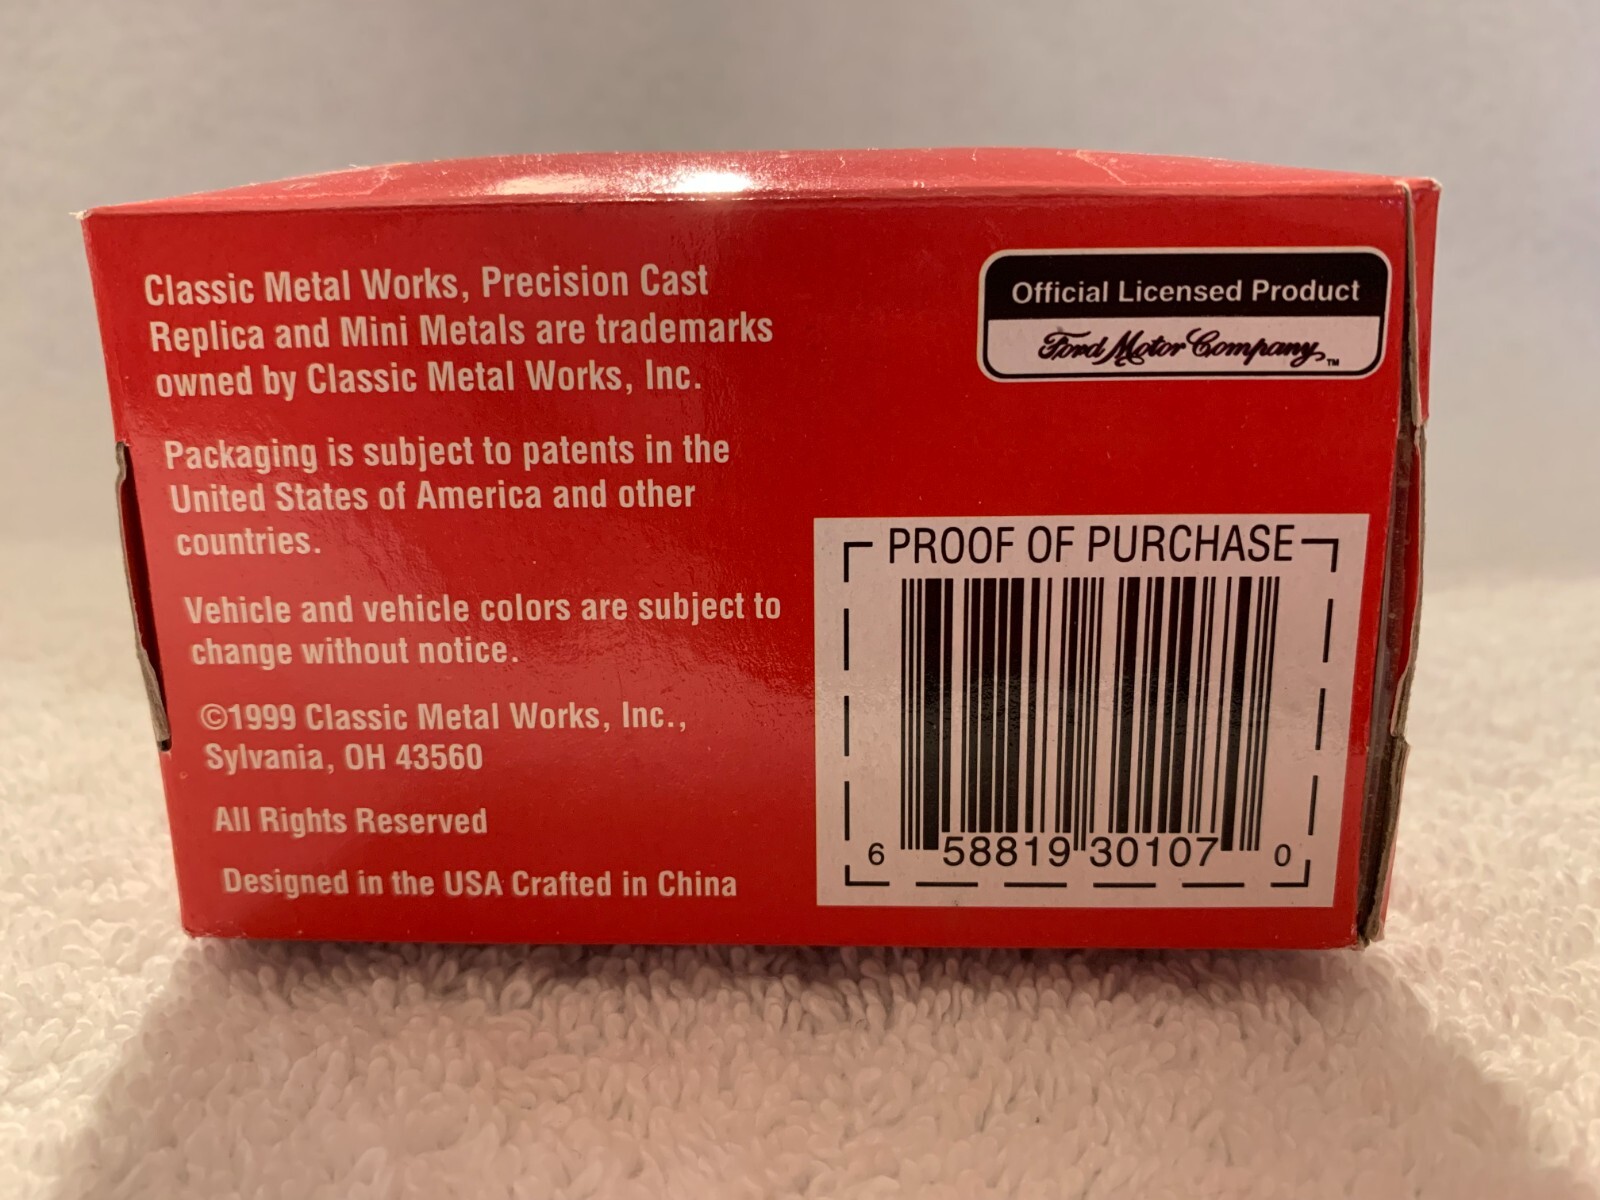 Classic Metal Works, Precision Cast
Replica and Mini Metals are trademarks
owned by Classic Metal Works, Inc.
Packaging is subject to patents in the
United States of America and other
countries.
Vehicle and vehicle colors are subject to
change without notice.
©1999 Classic Metal Works, Inc.,
Sylvania, OH 43560
All Rights Reserved
Designed in the USA Crafted in China
Official Licensed Product
Ford Motor Company™
PROOF OF PURCHASE
6 58819 30107 0